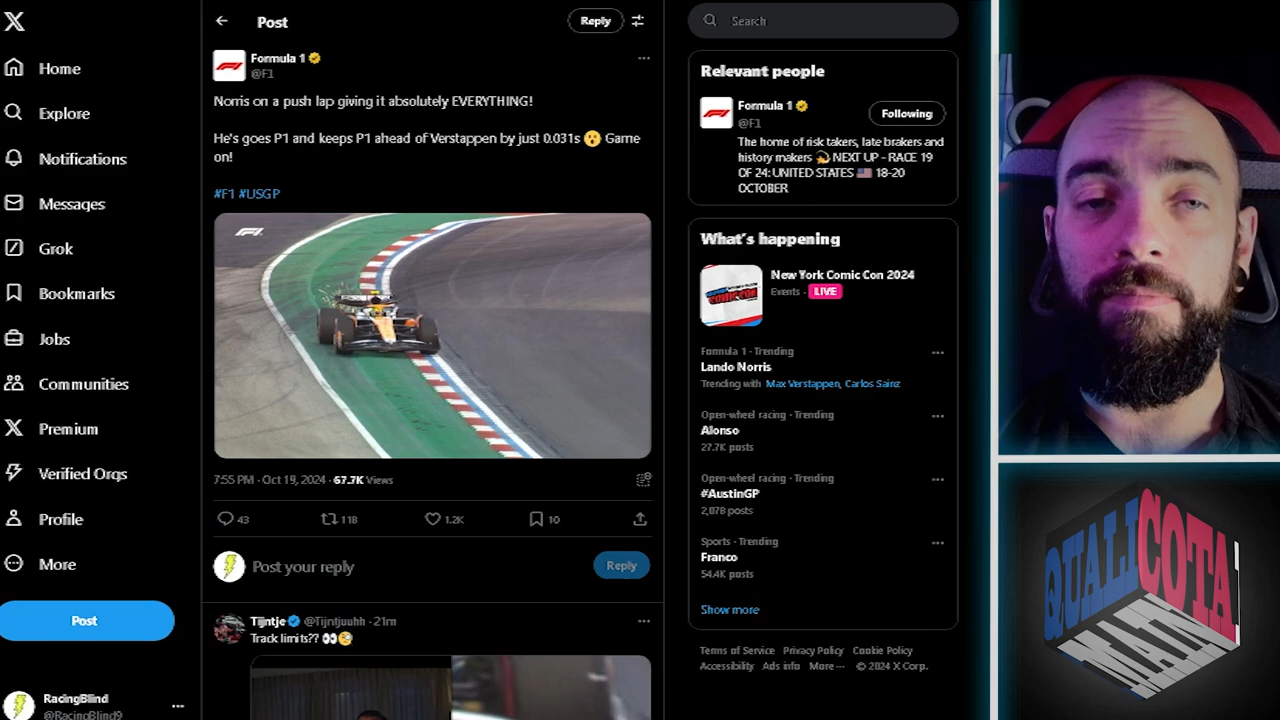 Home
Explore
Notifications
Messages
Grok
Bookmarks
Jobs
Communities
Premium
Verified Orgs
Profile
More
Post
RacingBlind
@RacingBlind9
Post
Reply
Formula 1
@F1
Norris on a push lap giving it absolutely EVERYTHING!
He's goes P1 and keeps P1 ahead of Verstappen by just 0.031s 😮 Game
on!
#F1 #USGP
7:55 PM · Oct 19, 2024 · 67.7K Views
43
118
1.2K
10
Post your reply
Reply
Tijntje @Tijntjuuhh · 21m
Track limits?? 👀🧐
Search
Relevant people
Formula 1
@F1
Following
The home of risk takers, late brakers and
history makers 💫 NEXT UP - RACE 19
OF 24: UNITED STATES 🇺🇸 18-20
OCTOBER
What's happening
COMIC CON
New York Comic Con 2024
Events · LIVE
Formula 1 · Trending
Lando Norris
Trending with Max Verstappen, Carlos Sainz
Open-wheel racing · Trending
Alonso
27.7K posts
Open-wheel racing · Trending
#AustinGP
2,078 posts
Sports · Trending
Franco
54.4K posts
Show more
Terms of Service Privacy Policy Cookie Policy
Accessibility Ads info More ··· © 2024 X Corp.
QUALI
COTA
MAIN